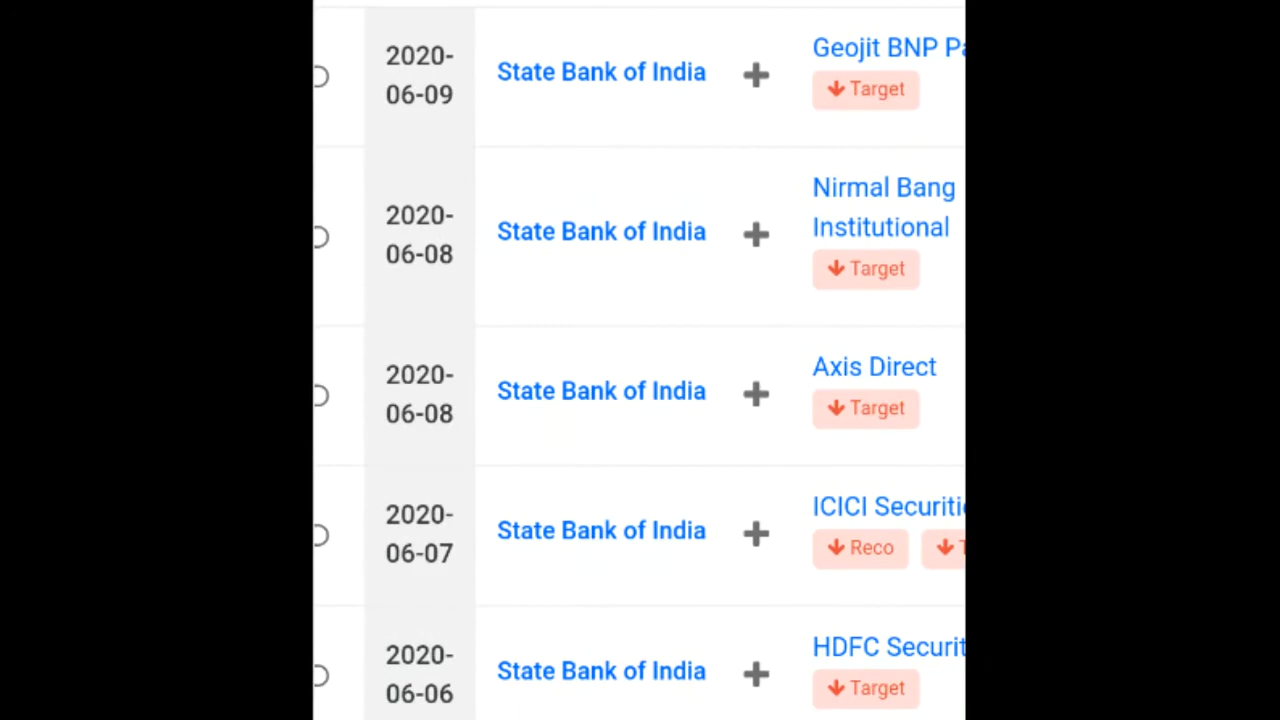 2020-
06-09
State Bank of India
Geojit BNP
Target
2020-
06-08
State Bank of India
Nirmal Bang
Institutional
Target
2020-
06-08
State Bank of India
Axis Direct
Target
2020-
06-07
State Bank of India
ICICI
Reco
2020-
06-06
State Bank of India
HDFC
Target